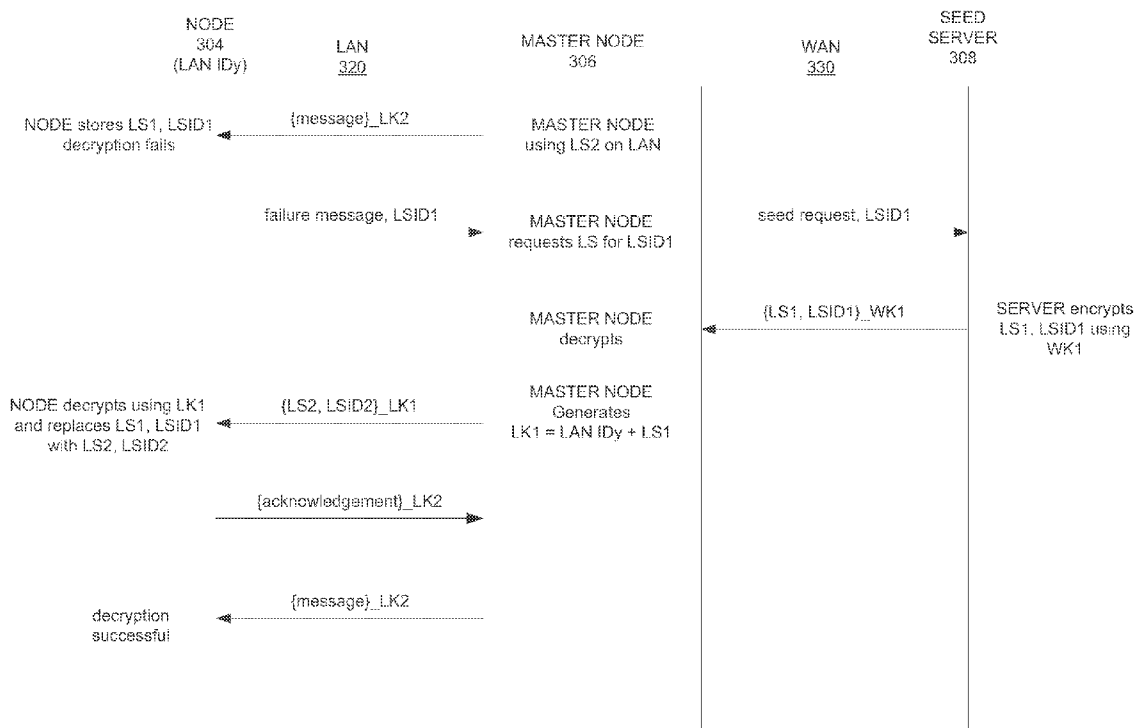 NODE
304
(LAN IDy)
LAN
320
MASTER NODE
306
WAN
330
SEED
SERVER
308
NODE stores LS1, LSID1
decryption fails
{message}_LK2
MASTER NODE
using LS2 on LAN
failure message, LSID1
MASTER NODE
requests LS for LSID1
seed request, LSID1
MASTER NODE
decrypts
{LS1, LSID1}_WK1
SERVER encrypts
LS1, LSID1 using
WK1
NODE decrypts using LK1
and replaces LS1, LSID1
with LS2, LSID2
{LS2, LSID2}_LK1
MASTER NODE
Generates
LK1 = LAN IDy + LS1
{acknowledgement}_LK2
decryption
successful
{message}_LK2